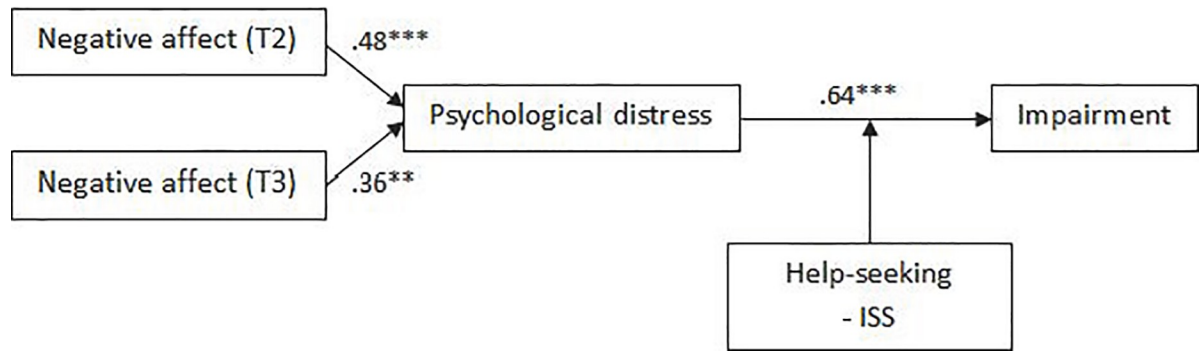 Negative affect (T2)
.48***
Psychological distress
.64***
Impairment
Negative affect (T3)
.36**
Help-seeking
- ISS